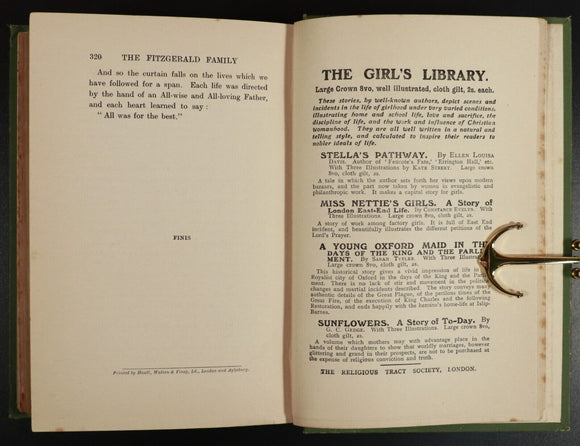 320 THE FITZGERALD FAMILY
And so the curtain falls on the lives which we
have followed for a span. Each life was directed
by the hand of an All-wise and All-loving Father,
and each heart learned to say:
"All was for the best."
FINIS
Printed by Hazell, Watson & Viney, Ld., London and Aylesbury.
THE GIRL'S LIBRARY.
Large Crown 8vo, well illustrated, cloth gilt, 2s. each.
These stories, by well-known authors, depict scenes and
incidents in the life of girlhood under very varied conditions,
illustrating home and school life, love and sacrifice, the
discipline of life, and the work and influence of Christian
womanhood. They are all well written in a natural and
telling style, and calculated to inspire their readers to
nobler ideals of life.
STELLA'S PATHWAY. By ELLEN LOUISA
DAVIS. Author of 'Yoscote's Fate,' 'Errington Hall,' etc.
With Three Illustrations by KATE STREET. Large crown
8vo, cloth gilt, 2s.
A tale in which the author sets forth her views upon modern
bazaars, and the part now taken by women in evangelistic and
philanthropic work. It makes a capital story for girls.
MISS NETTIE'S GIRLS. A Story of
London East-End Life. By CONSTANCE EVELYN. With
Three Illustrations. Large crown 8vo, cloth gilt, 2s.
A story of work among factory girls. It is full of East End
incident, and beautifully illustrates the different petitions of the
Lord's Prayer.
A YOUNG OXFORD MAID IN THE
DAYS OF THE KING AND THE
MENT. By SARAH TYTLER. With Three
Large crown 8vo, cloth gilt, 2s.
This historical story gives a vivid impression of life in
Royalist city of Oxford in the days of the King and the
ment. There is no lack of stir and movement in the
changes and martial incidents described. The story conveys many
authentic details of the Great Plague, of the perilous times of the
Great Fire, of the execution of King Charles and the following
Restoration, and ends happily with the heroine's home-life at Islip-
Barnes.
SUNFLOWERS. A Story of To-Day. By
G. C. GEDGE. With Three Illustrations. Large crown 8vo,
cloth gilt, 2s.
A volume which mothers may with advantage place in the
hands of their daughters to show that worldly marriages, however
glittering and grand in their prospects, are not to be purchased at
the expense of religious conviction and truth.
THE RELIGIOUS TRACT SOCIETY, LONDON.